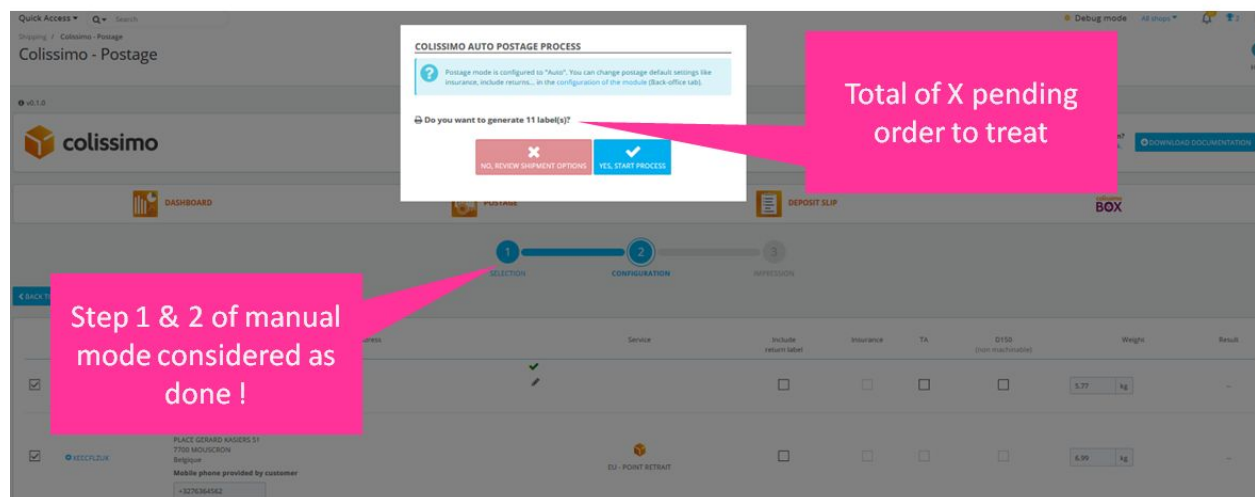 Quick Access
Search
Debug mode
All shops
2
Shipping / Colissimo - Postage
Colissimo - Postage
v0.1.0
COLISSIMO AUTO POSTAGE PROCESS
Postage mode is configured to "Auto". You can change postage default settings like
insurance, include returns... in the configuration of the module (Back-office tab).
Do you want to generate 11 label(s)?
NO, REVIEW SHIPMENT OPTIONS
YES, START PROCESS
Total of X pending
order to treat
colissimo
DOWNLOAD DOCUMENTATION
DASHBOARD
POSTAGE
DEPOSIT SLIP
BOX
1
2
3
SELECTION
CONFIGURATION
IMPRESSION
Step 1 & 2 of manual
mode considered as
done !
Service
Include
return label
Insurance
TA
D150
(non machinable)
Weight
Result
5.77 kg
--
PLACE GERARD KASIERS 51
7700 MOUSCRON
Belgique
Mobile phone provided by customer
+3276364562
EU - POINT RETRAIT
6.99 kg
--